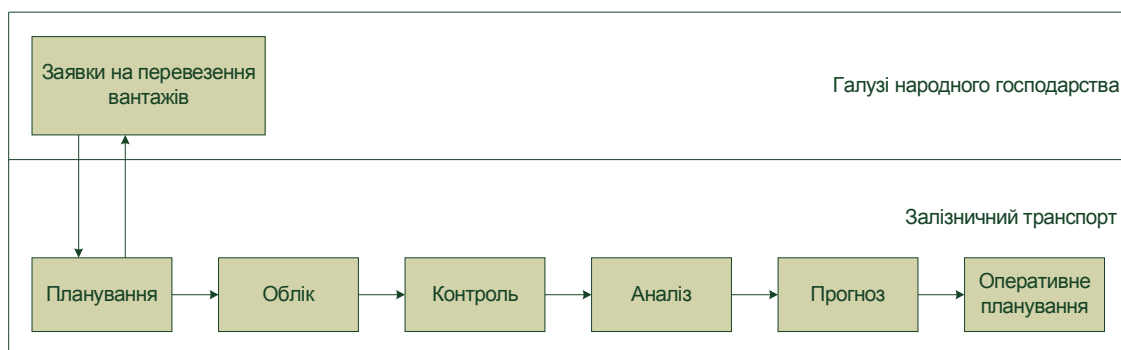 Заявки на перевезення
вантажів
Галузі народного господарства
Залізничний транспорт
Планування
Облік
Контроль
Аналіз
Прогноз
Оперативне
планування